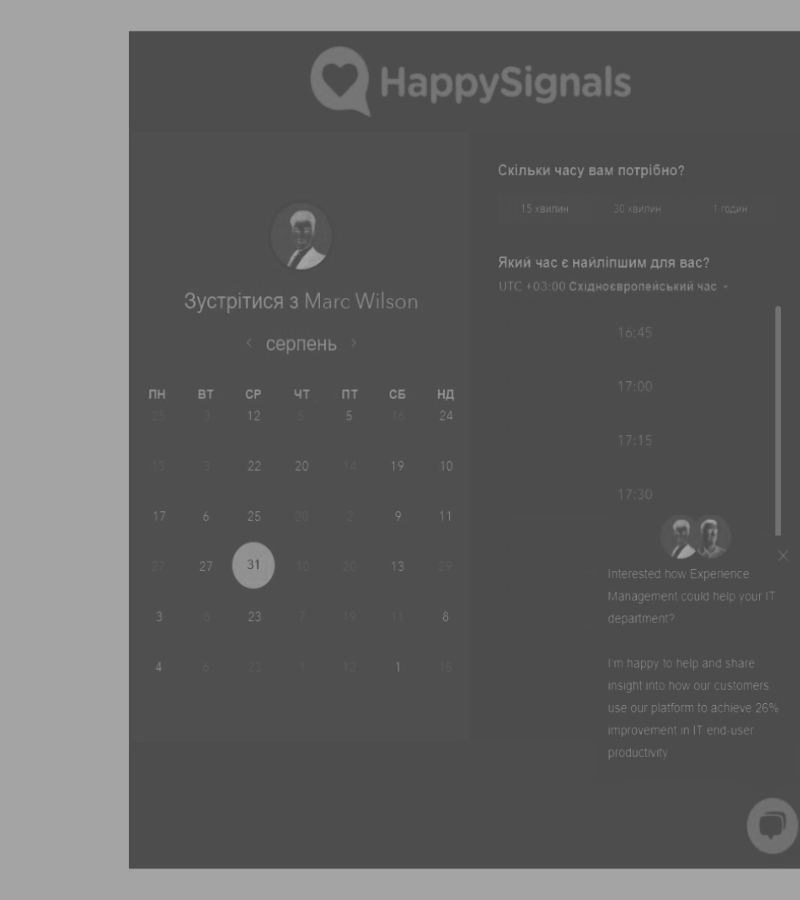 HappySignals
Зустрітися з Marc Wilson
серпень
ПН ВТ СР ЧТ ПТ СБ НД
25 3 12 5 5 16 24
13 3 22 20 14 19 10
17 6 25 20 2 9 11
27 27 31 10 20 13 29
3 8 23 7 19 11 8
4 6 23 1 12 1 15
Скільки часу вам потрібно?
15 хвилин 30 хвилин 1 годин
Який час є найліпшим для вас?
UTC +03:00 Східноєвропейський час
16:45
17:00
17:15
17:30
Interested how Experience
Management could help your IT
department?
I'm happy to help and share
insight into how our customers
use our platform to achieve 26%
improvement in IT end-user
productivity.